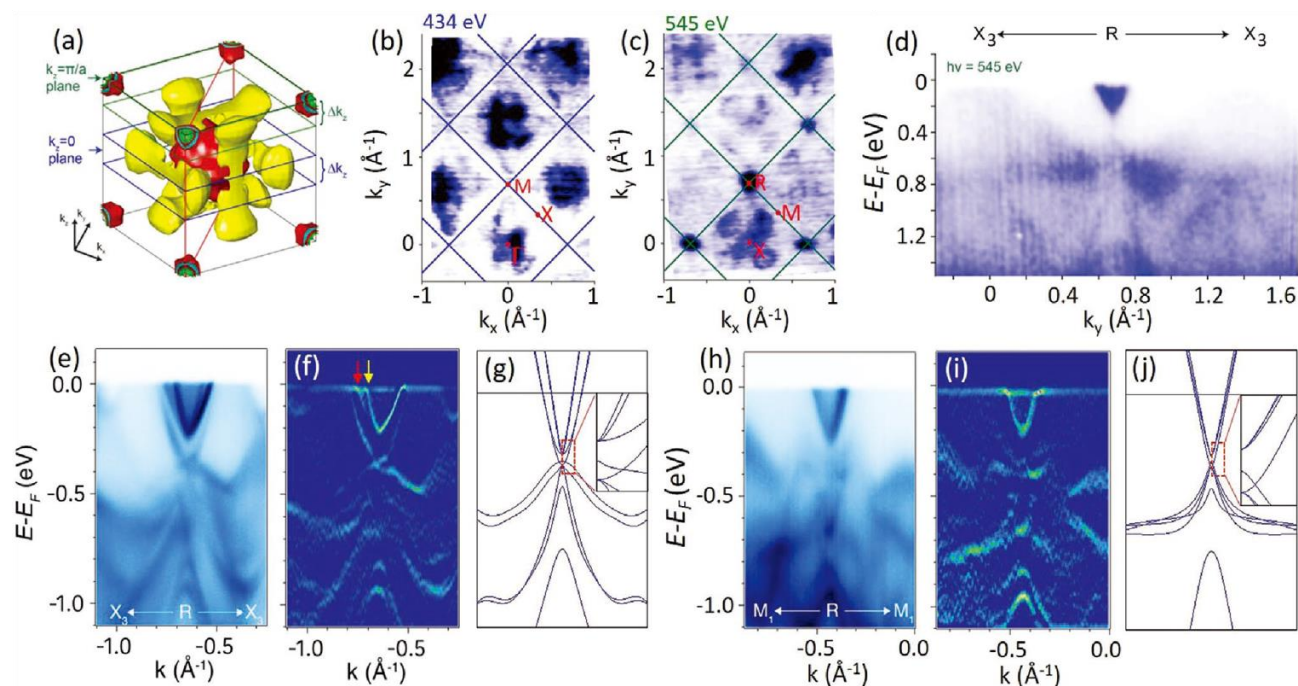 (a)
k_z=π/a
plane
k_z=0
plane
Δk_z
Δk_z
k_z
k_y
k_x
434 eV
(b)
2
1
0
k_y (Å⁻¹)
M
X
Γ
-1 0 1
k_x (Å⁻¹)
545 eV
(c)
2
1
0
k_y (Å⁻¹)
R
M
X
-1 0 1
k_x (Å⁻¹)
(d)
X₃ R X₃
hν = 545 eV
0
0.4
0.8
1.2
E-E_F (eV)
0 0.4 0.8 1.2 1.6
k_y (Å⁻¹)
(e)
0.0
-0.5
-1.0
E-E_F (eV)
X₃ R X₃
-1.0 -0.5
k (Å⁻¹)
(f)
-1.0 -0.5
k (Å⁻¹)
(g)
(h)
0.0
-0.5
-1.0
E-E_F (eV)
M₁ R M₁
-0.5 0.0
k (Å⁻¹)
(i)
-0.5 0.0
k (Å⁻¹)
(j)